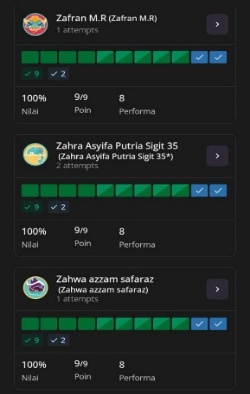 Zafran M.R (Zafran M.R)
1 attempts
9 2
100% 9/9 8
Nilai Poin Performa
Zahra Asyifa Putria Sigit 35
(Zahra Asyifa Putria Sigit 35*)
2 attempts
9 2
100% 9/9 8
Nilai Poin Performa
Zahwa azzam safaraz
(Zahwa azzam safaraz)
1 attempts
9 2
100% 9/9 8
Nilai Poin Performa